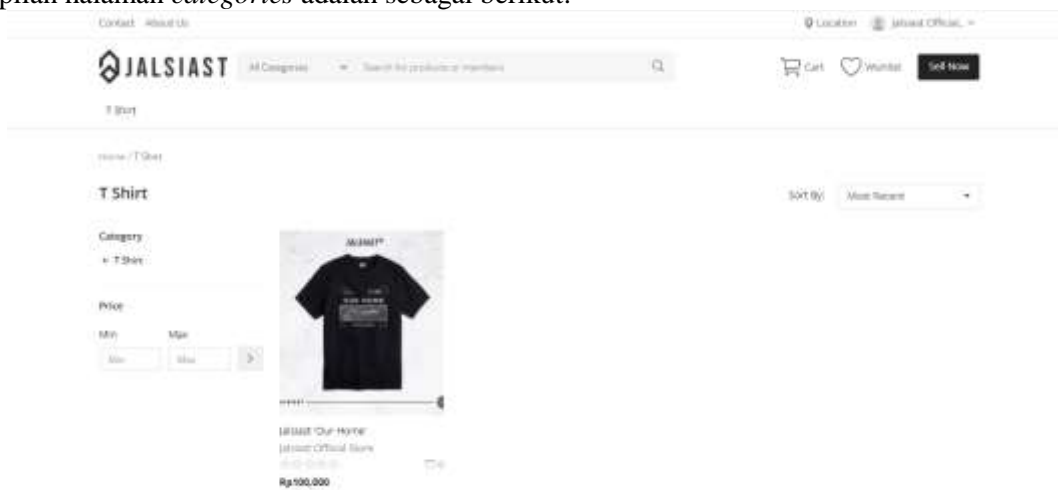 pilan halaman categories adalah sebagai berikut:
Contact About Us
Location Jalsiast Official..
JALSIAST All Categories Search for products or members Cart Wishlist Sell Now
T Shirt
Home / T Shirt
T Shirt
Sort By: Most Recent
Category
T Shirt
JALSIAST
Price
Min Max
Min Max
Jalsiast 'Our Home'
Jalsiast Official Store
Rp100,000